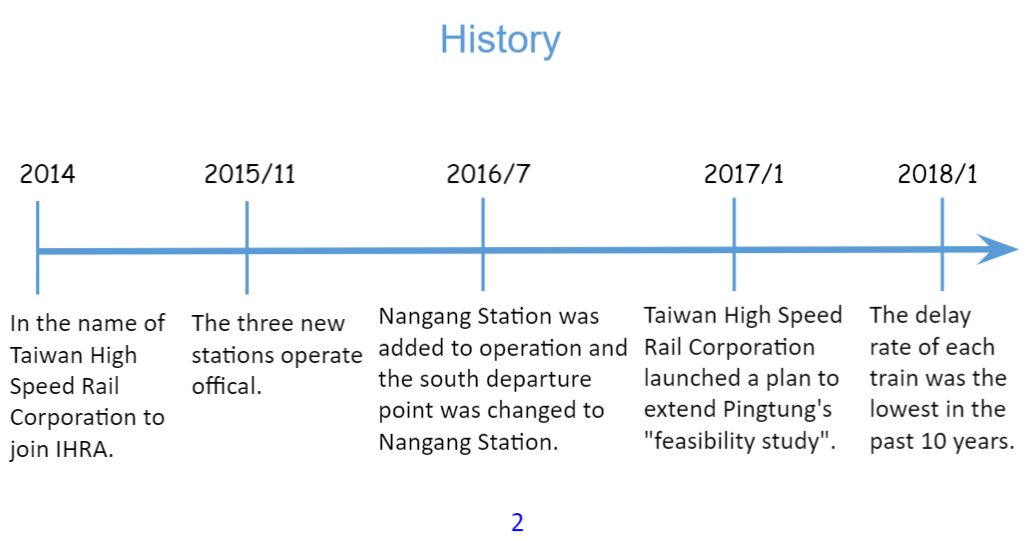 History
2014
2015/11
2016/7
2017/1
2018/1
In the name of
Taiwan High
Speed Rail
Corporation to
join IHRA.
The three new
stations operate
offical.
Nangang Station was
added to operation and
the south departure
point was changed to
Nangang Station.
Taiwan High Speed
Rail Corporation
launched a plan to
extend Pingtung's
"feasibility study".
The delay
rate of each
train was the
lowest in the
past 10 years.
2